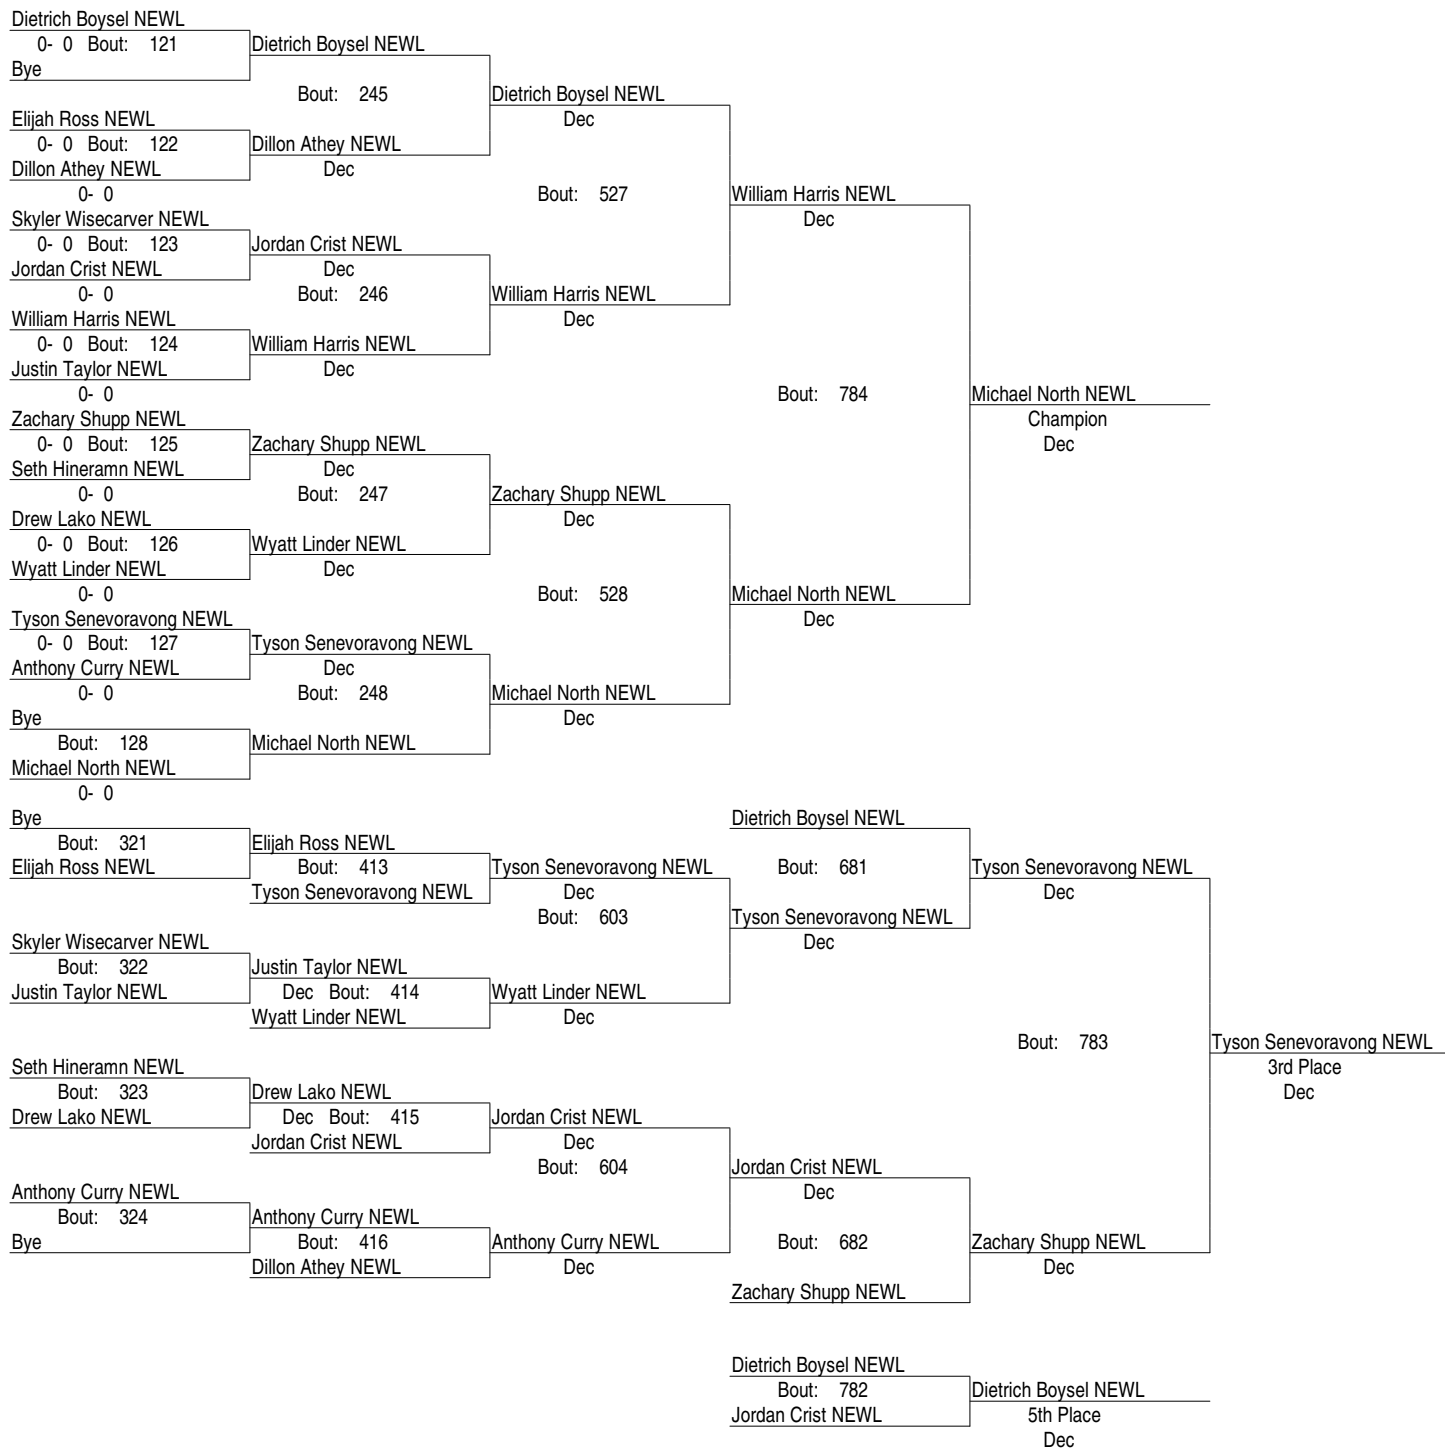 Dietrich Boysel NEWL
0- 0 Bout: 121 Dietrich Boysel NEWL
Bye
Bout: 245 Dietrich Boysel NEWL
Elijah Ross NEWL Dec
0- 0 Bout: 122 Dillon Athey NEWL
Dillon Athey NEWL Dec
0- 0 Bout: 527 William Harris NEWL
Skyler Wisecarver NEWL Dec
0- 0 Bout: 123 Jordan Crist NEWL
Jordan Crist NEWL Dec
0- 0 Bout: 246 William Harris NEWL
William Harris NEWL Dec
0- 0 Bout: 124 William Harris NEWL
Justin Taylor NEWL Dec
0- 0 Bout: 784 Michael North NEWL
Zachary Shupp NEWL Champion
0- 0 Bout: 125 Zachary Shupp NEWL Dec
Seth Hineramn NEWL Dec
0- 0 Bout: 247 Zachary Shupp NEWL
Drew Lako NEWL Dec
0- 0 Bout: 126 Wyatt Linder NEWL
Wyatt Linder NEWL Dec
0- 0 Bout: 528 Michael North NEWL
Tyson Senevoravong NEWL Dec
0- 0 Bout: 127 Tyson Senevoravong NEWL
Anthony Curry NEWL Dec
0- 0 Bout: 248 Michael North NEWL
Bye Dec
Bout: 128 Michael North NEWL
Michael North NEWL
0- 0
Bye Dietrich Boysel NEWL
Bout: 321 Elijah Ross NEWL
Elijah Ross NEWL Bout: 413 Tyson Senevoravong NEWL Bout: 681 Tyson Senevoravong NEWL
Tyson Senevoravong NEWL Dec Dec
Bout: 603 Tyson Senevoravong NEWL
Skyler Wisecarver NEWL Dec
Bout: 322 Justin Taylor NEWL
Justin Taylor NEWL Dec Bout: 414 Wyatt Linder NEWL
Wyatt Linder NEWL Dec
Bout: 783 Tyson Senevoravong NEWL
Seth Hineramn NEWL 3rd Place
Bout: 323 Drew Lako NEWL Dec
Drew Lako NEWL Dec Bout: 415 Jordan Crist NEWL
Jordan Crist NEWL Dec
Bout: 604 Jordan Crist NEWL
Anthony Curry NEWL Dec
Bout: 324 Anthony Curry NEWL
Bye Bout: 416 Anthony Curry NEWL Bout: 682 Zachary Shupp NEWL
Dillon Athey NEWL Dec Dec
Zachary Shupp NEWL
Dietrich Boysel NEWL
Bout: 782 Dietrich Boysel NEWL
Jordan Crist NEWL 5th Place
Dec